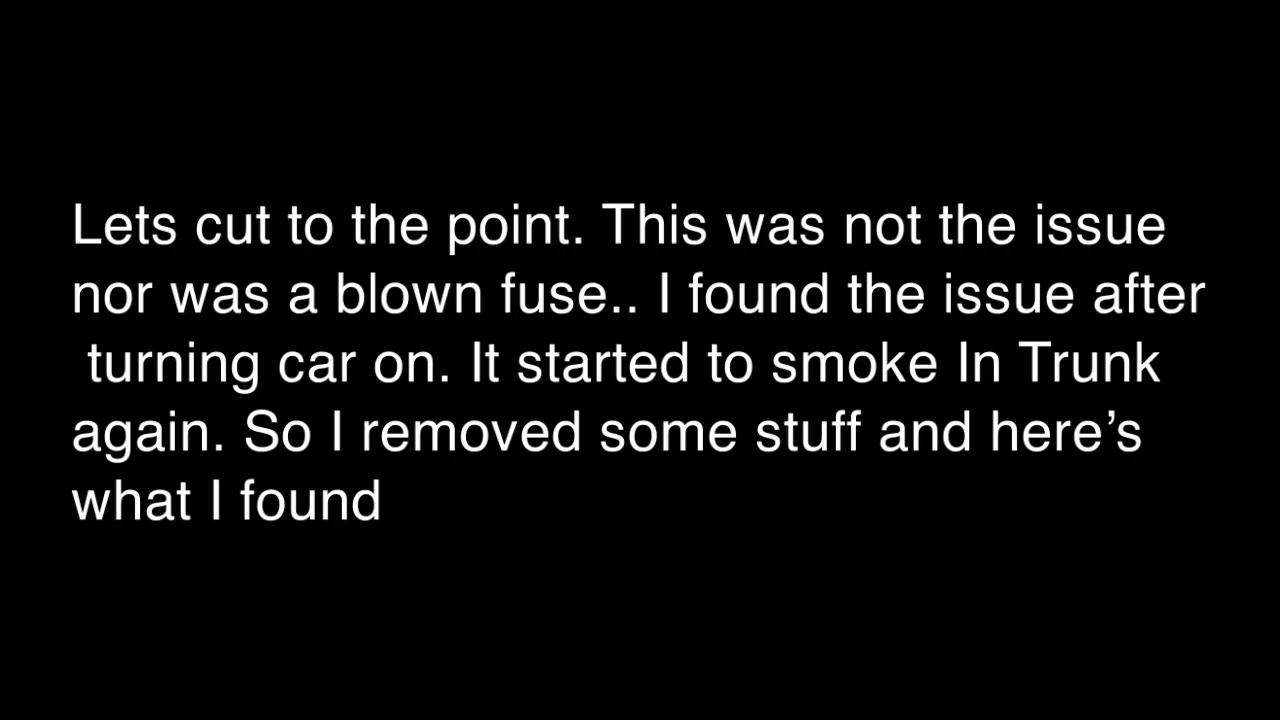 Lets cut to the point. This was not the issue
nor was a blown fuse.. I found the issue after
turning car on. It started to smoke In Trunk
again. So I removed some stuff and here’s
what I found